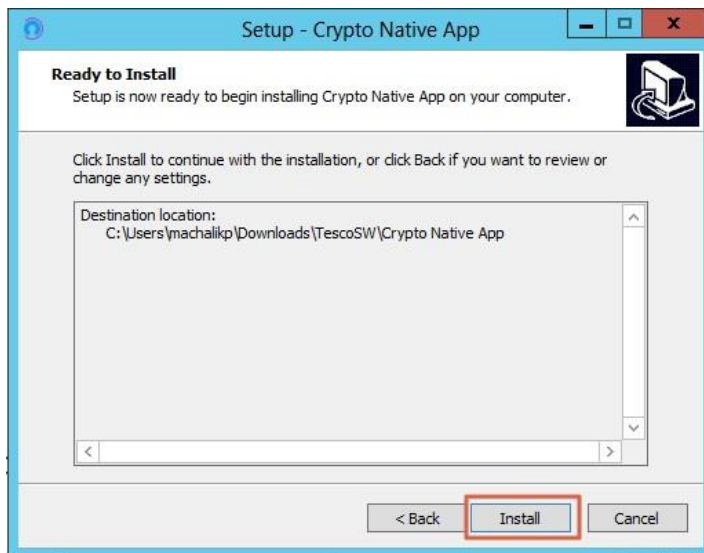 Setup - Crypto Native App
Ready to Install
Setup is now ready to begin installing Crypto Native App on your computer.
Click Install to continue with the installation, or click Back if you want to review or
change any settings.
Destination location:
C:\Users\machalikp\Downloads\TescoSW\Crypto Native App
< Back
Install
Cancel